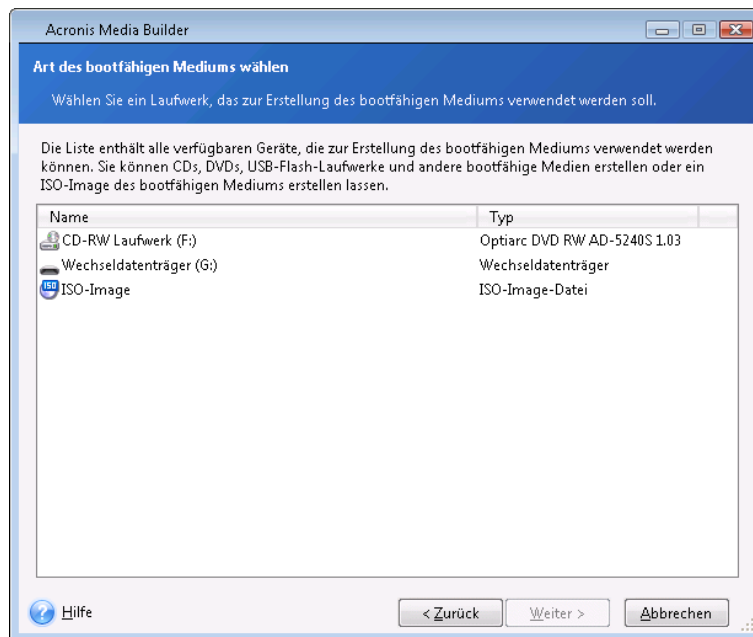 Acronis Media Builder
Art des bootfähigen Mediums wählen
Wählen Sie ein Laufwerk, das zur Erstellung des bootfähigen Mediums verwendet werden soll.
Die Liste enthält alle verfügbaren Geräte, die zur Erstellung des bootfähigen Mediums verwendet werden
können. Sie können CDs, DVDs, USB-Flash-Laufwerke und andere bootfähige Medien erstellen oder ein
ISO-Image des bootfähigen Mediums erstellen lassen.
Name Typ
CD-RW Laufwerk (F:) Optiarc DVD RW AD-5240S 1.03
Wechseldatenträger (G:) Wechseldatenträger
ISO ISO-Image ISO-Image-Datei
? Hilfe < Zurück Weiter > Abbrechen